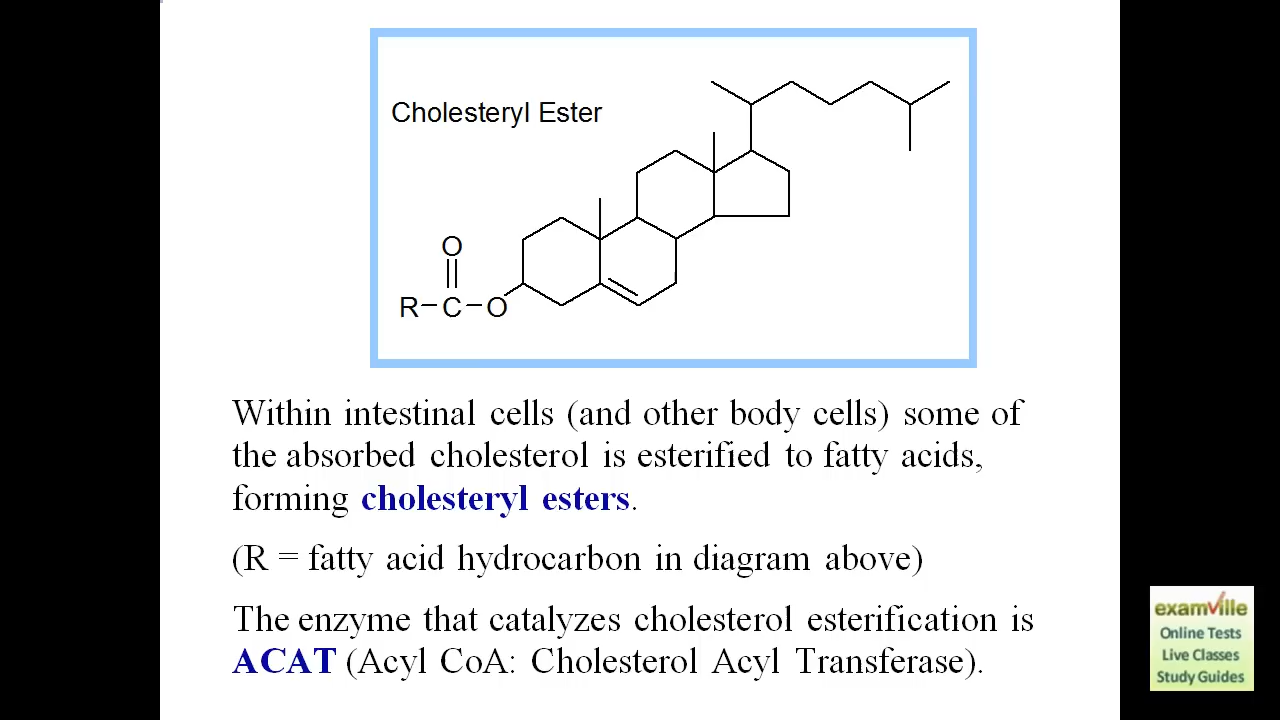 Cholesteryl Ester
O
R–C–O
Within intestinal cells (and other body cells) some of
the absorbed cholesterol is esterified to fatty acids,
forming cholesteryl esters.
(R = fatty acid hydrocarbon in diagram above)
The enzyme that catalyzes cholesterol esterification is
ACAT (Acyl CoA: Cholesterol Acyl Transferase).
examville
Online Tests
Live Classes
Study Guides